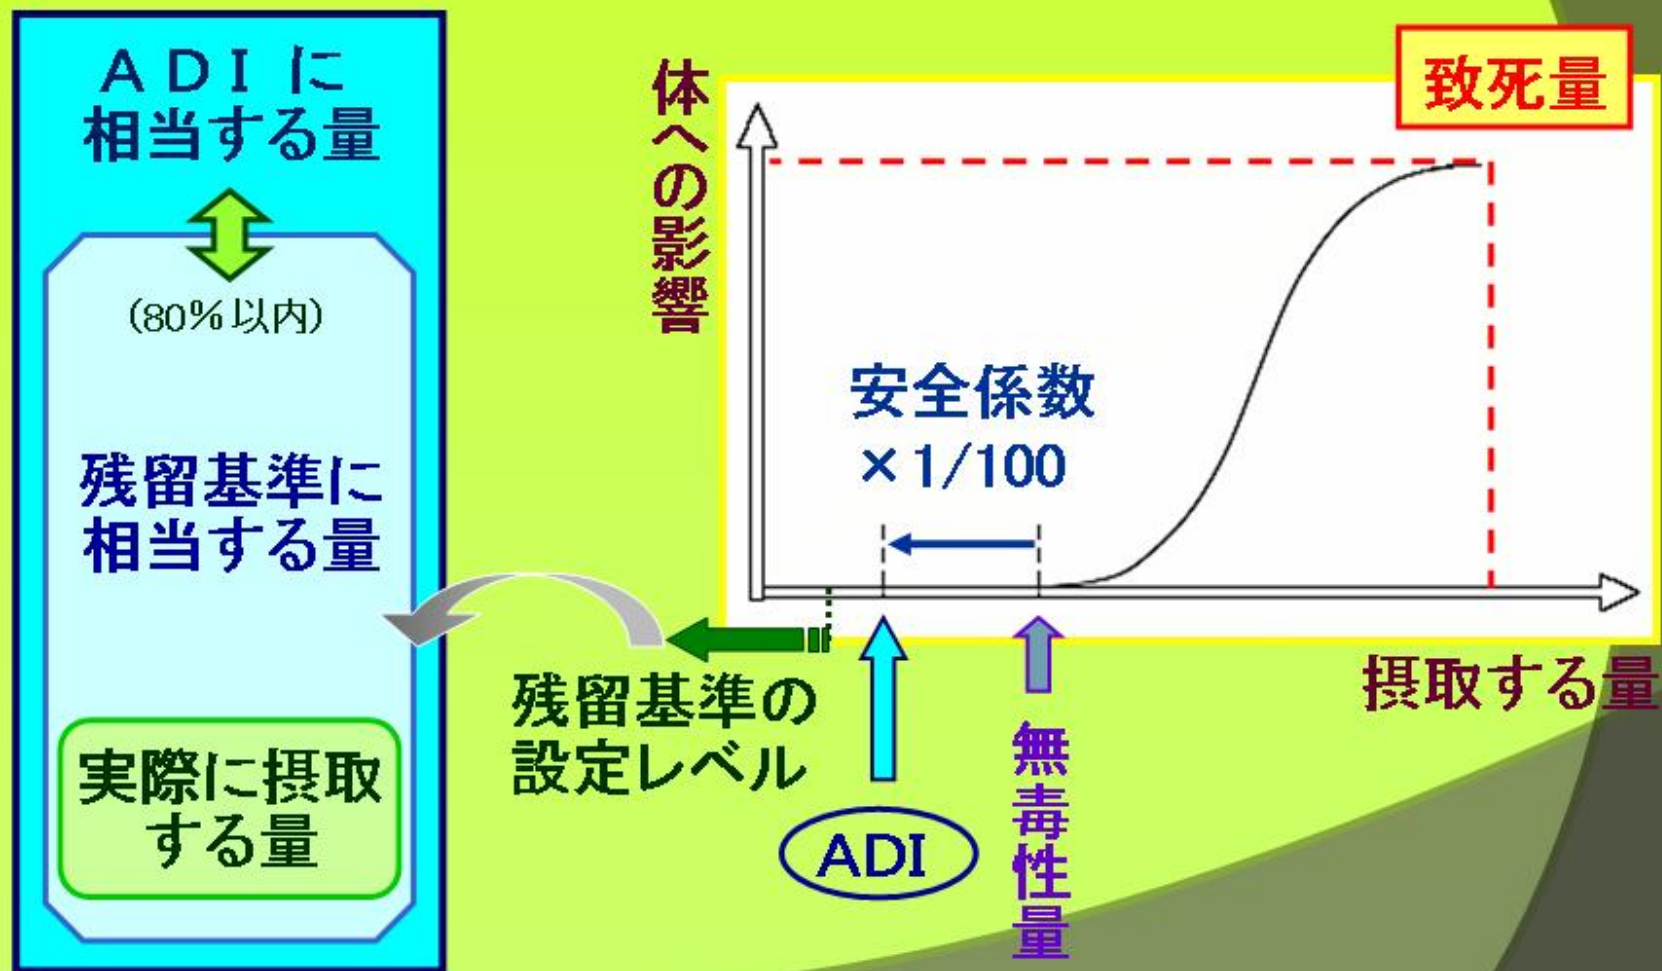 ADI に
相当する量
(80%以内)
残留基準に
相当する量
実際に摂取
する量
体への影響
致死量
安全係数
×1/100
残留基準の
設定レベル
ADI
無毒性量
摂取する量